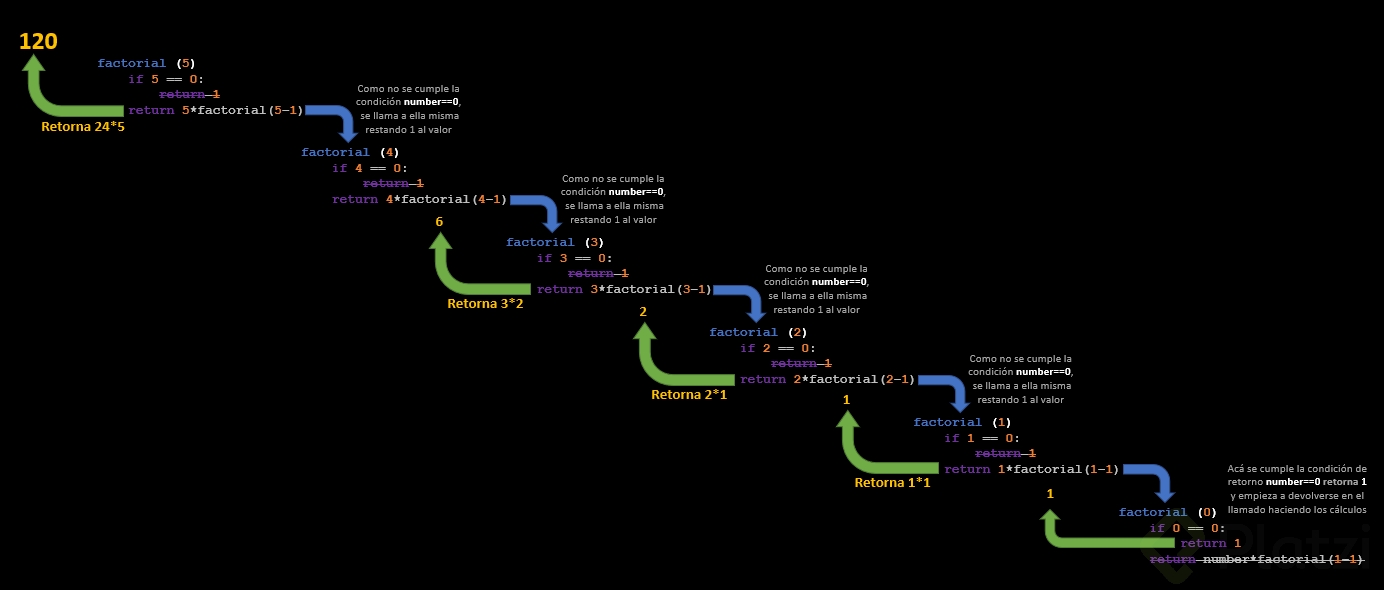 120
factorial (5)
if 5 == 0:
return 1
return 5*factorial(5-1)
Retorna 24*5
Como no se cumple la
condición number==0,
se llama a ella misma
restando 1 al valor
factorial (4)
if 4 == 0:
return 1
return 4*factorial(4-1)
Como no se cumple la
condición number==0,
se llama a ella misma
restando 1 al valor
6
factorial (3)
if 3 == 0:
return 1
return 3*factorial(3-1)
Retorna 3*2
Como no se cumple la
condición number==0,
se llama a ella misma
restando 1 al valor
2
factorial (2)
if 2 == 0:
return 1
return 2*factorial(2-1)
Retorna 2*1
Como no se cumple la
condición number==0,
se llama a ella misma
restando 1 al valor
1
factorial (1)
if 1 == 0:
return 1
return 1*factorial(1-1)
Retorna 1*1
Acá se cumple la condición de
retorno number==0 retorna 1
y empieza a devolverse en el
llamado haciendo los cálculos
1
factorial (0)
if 0 == 0:
return 1
return number*factorial(1-1)
Platzi